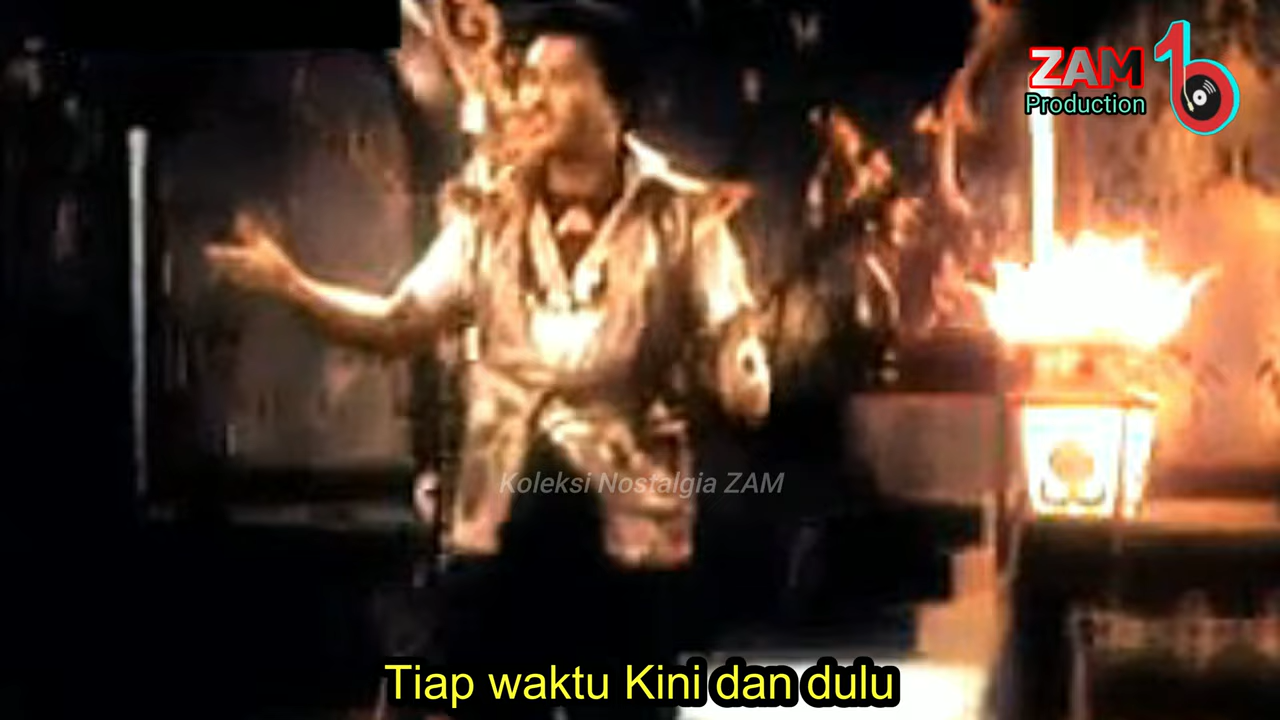 ZAM
Production
Koleksi Nostalgia ZAM
Tiap waktu Kini dan dulu